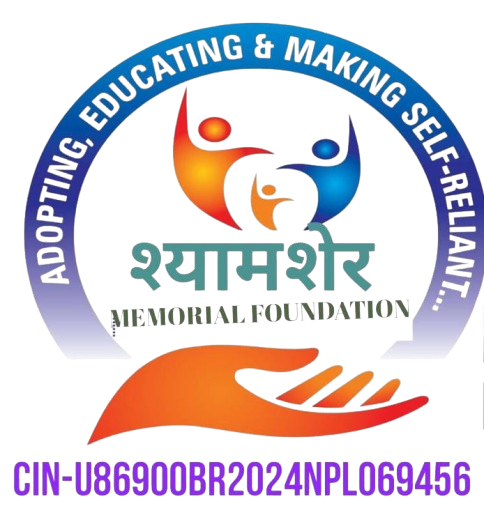 ADOPTING, EDUCATING & MAKING SELF-RELIANT...
श्यामशेर
MEMORIAL FOUNDATION
CIN-U86900BR2024NPL069456